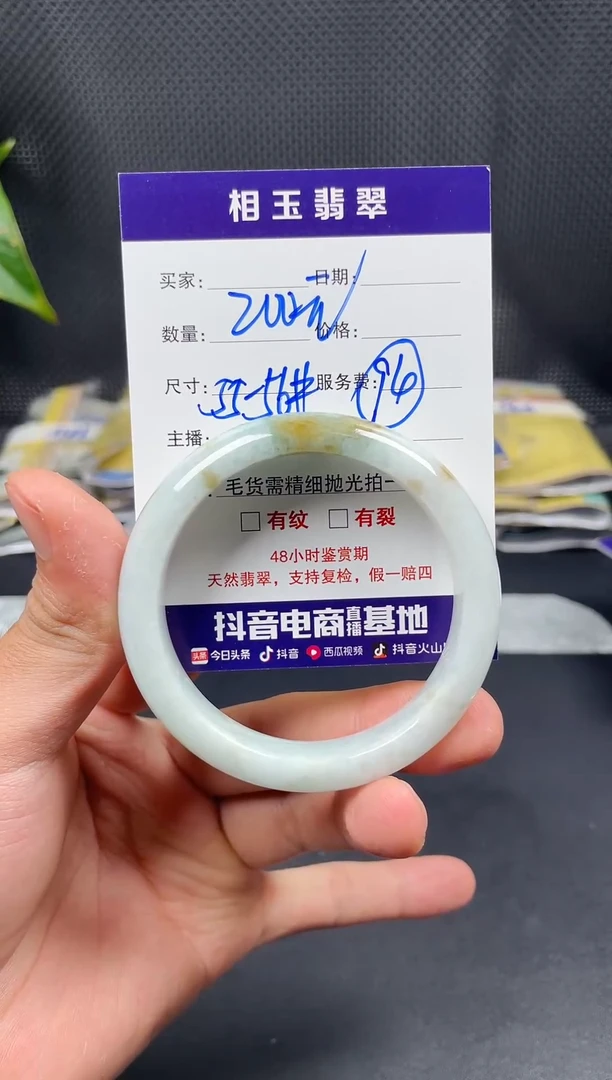 相玉翡翠
买家: 日期:
数量: 价格:
尺寸: 服务费: 94
主播:
毛货需精细抛光拍一
有纹 有裂
48小时鉴赏期
天然翡翠，支持复检，假一赔四
抖音电商直播基地
头条 今日头条 抖音 西瓜视频 抖音火山